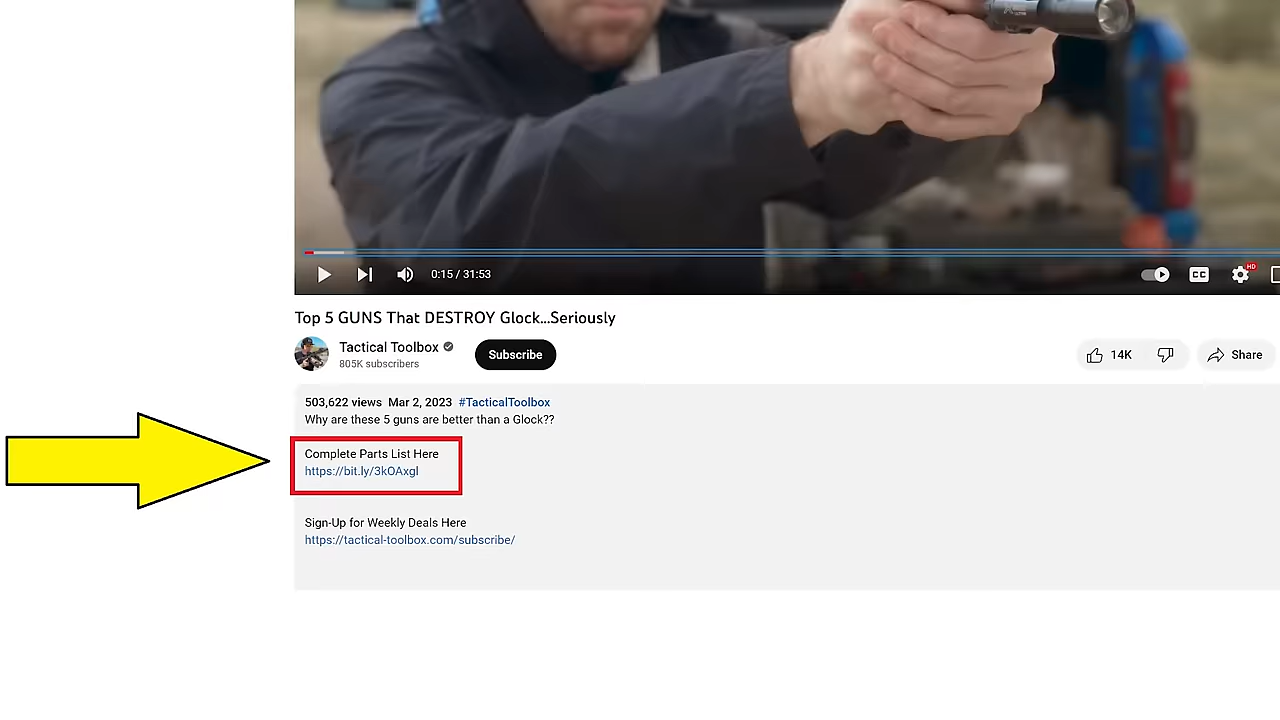 0:15 / 31:53
CC
HD
Top 5 GUNS That DESTROY Glock...Seriously
Tactical Toolbox
805K subscribers
Subscribe
14K
Share
503,622 views Mar 2, 2023 #TacticalToolbox
Why are these 5 guns are better than a Glock??
Complete Parts List Here
https://bit.ly/3kOAxgl
Sign-Up for Weekly Deals Here
https://tactical-toolbox.com/subscribe/